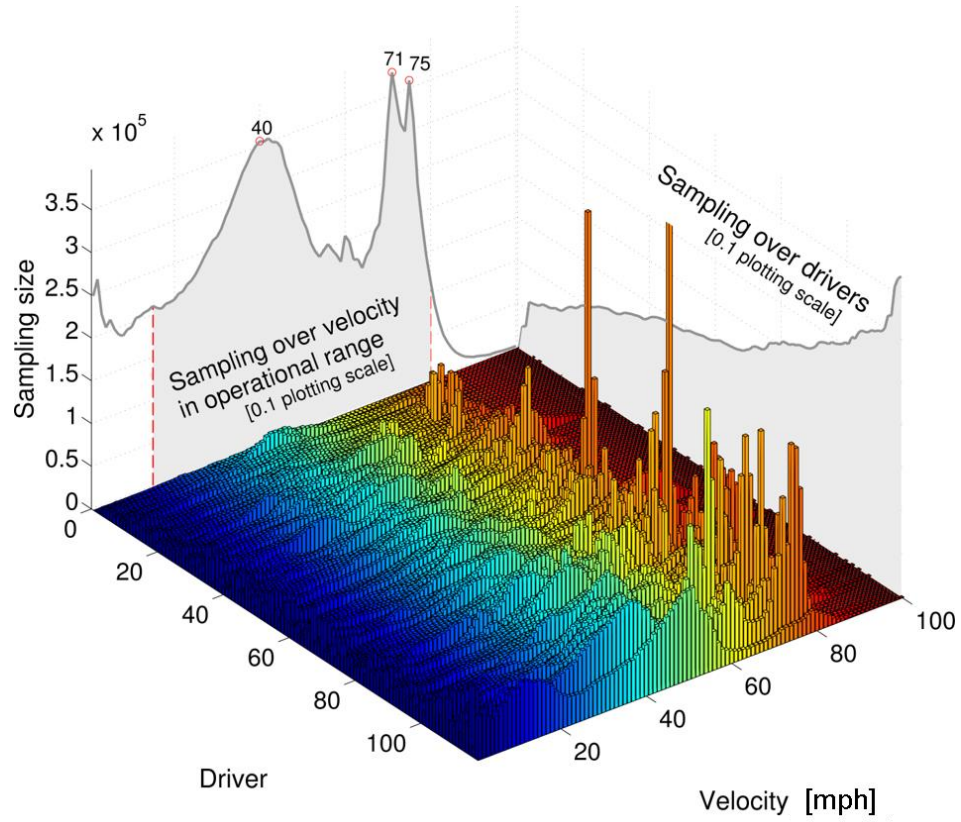 71 75
x 10^5
40
3.5
3
2.5
2
1.5
1
0.5
0
Sampling size
Sampling over velocity
in operational range
[0.1 plotting scale]
Sampling over drivers
[0.1 plotting scale]
0
20
40
60
80
100
Driver
20
40
60
80
100
Velocity [mph]